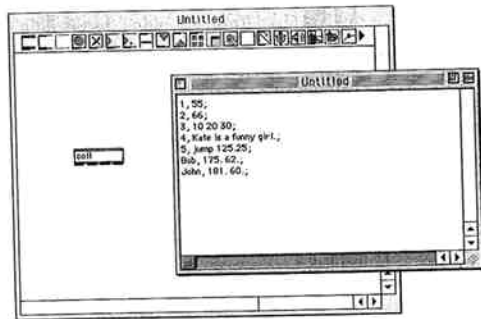 Untitled
Untitled
1, 55;
2, 66;
3, 10 20 30;
4, Kate is a funny girl.;
5, jump 125.25;
Bob, 175. 62.;
John, 181. 60.;
coll